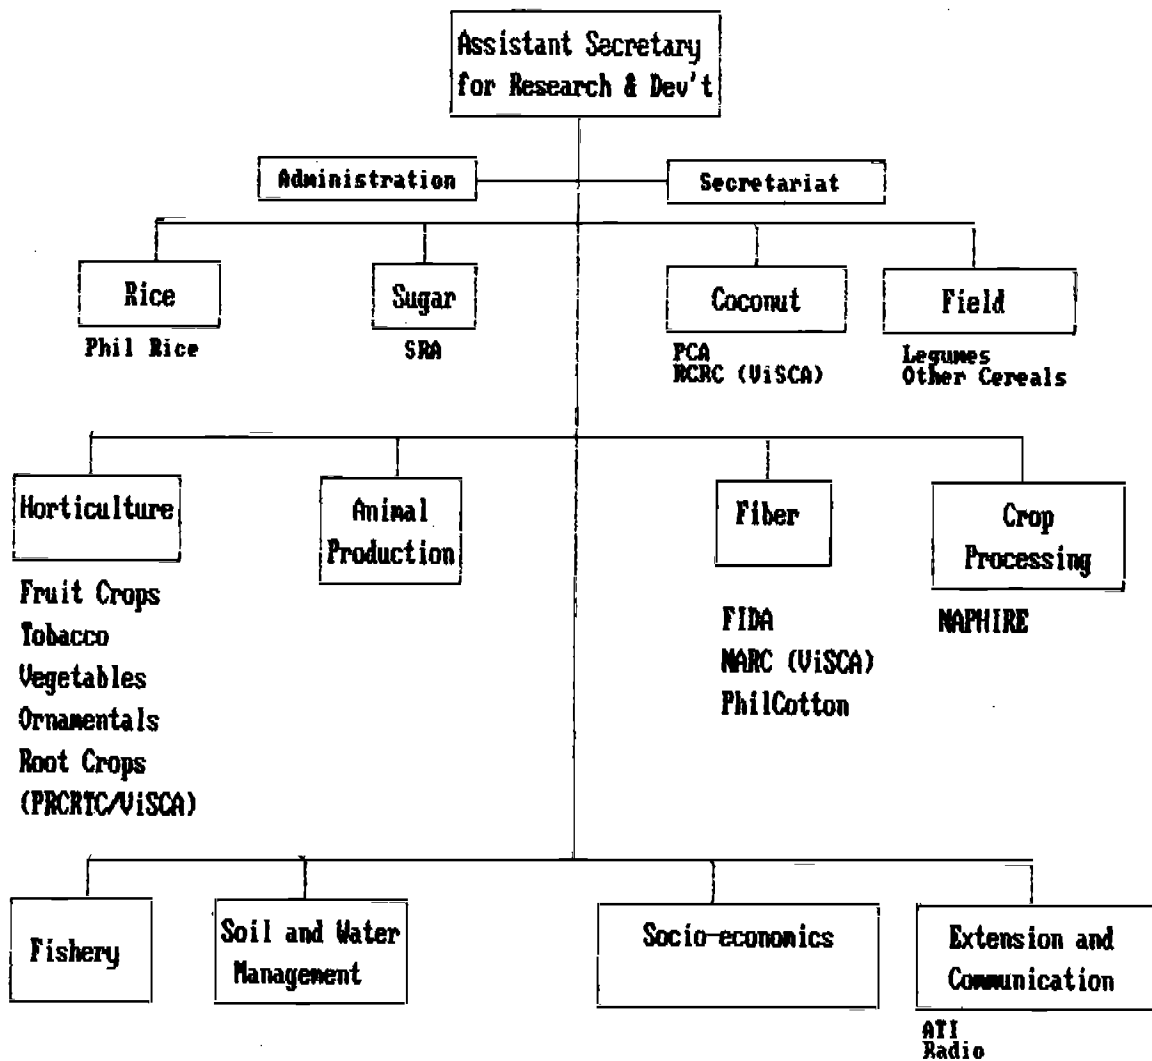 Assistant Secretary
for Research & Dev't
Administration
Secretariat
Rice
Sugar
Coconut
Field
Phil Rice
SRA
PCA
RCRC (ViSCA)
Legumes
Other Cereals
Horticulture
Animal
Production
Fiber
Crop
Processing
Fruit Crops
Tobacco
Vegetables
Ornamentals
Root Crops
(PRCRTC/ViSCA)
FIDA
NARC (ViSCA)
PhilCotton
NAPHIRE
Fishery
Soil and Water
Management
Socio-economics
Extension and
Communication
ATI
Radio